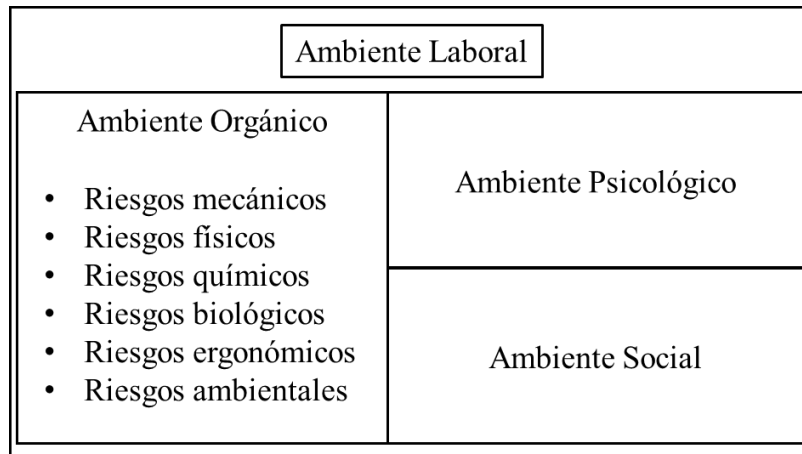 Ambiente Laboral
Ambiente Orgánico
• Riesgos mecánicos
• Riesgos físicos
• Riesgos químicos
• Riesgos biológicos
• Riesgos ergonómicos
• Riesgos ambientales
Ambiente Psicológico
Ambiente Social